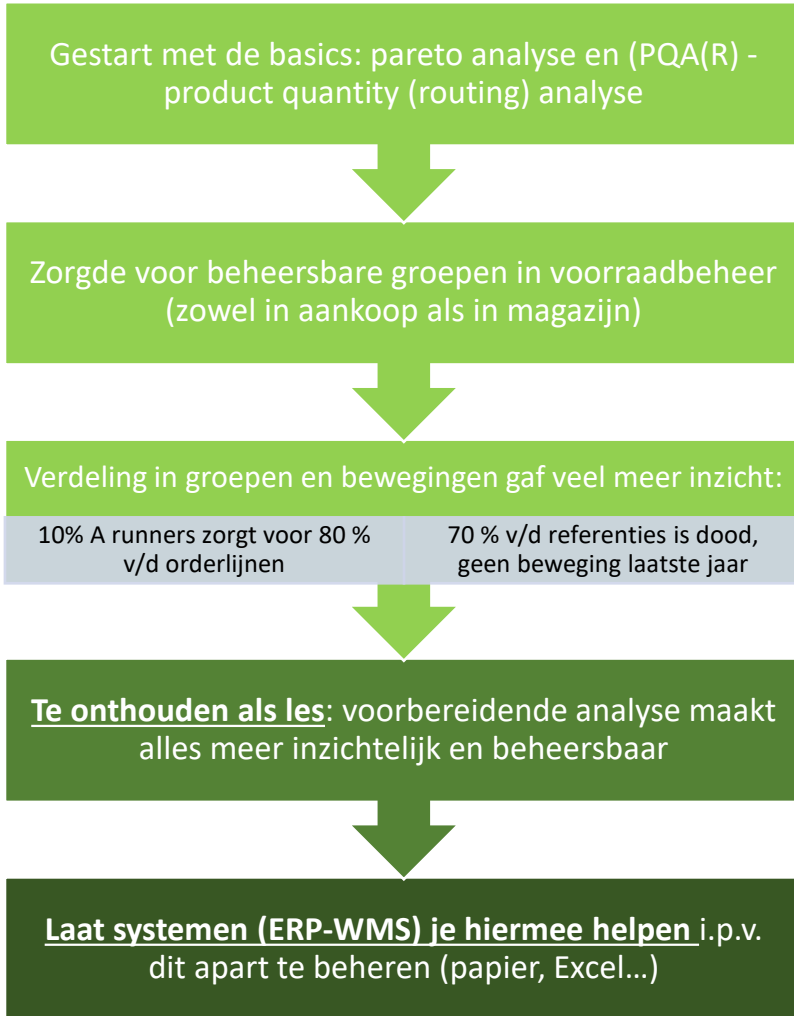 Gestart met de basics: pareto analyse en (PQA(R) -
product quantity (routing) analyse
Zorgde voor beheersbare groepen in voorraadbeheer
(zowel in aankoop als in magazijn)
Verdeling in groepen en bewegingen gaf veel meer inzicht:
10% A runners zorgt voor 80 %
v/d orderlijnen
70 % v/d referenties is dood,
geen beweging laatste jaar
Te onthouden als les: voorbereidende analyse maakt
alles meer inzichtelijk en beheersbaar
Laat systemen (ERP-WMS) je hiermee helpen i.p.v.
dit apart te beheren (papier, Excel…)